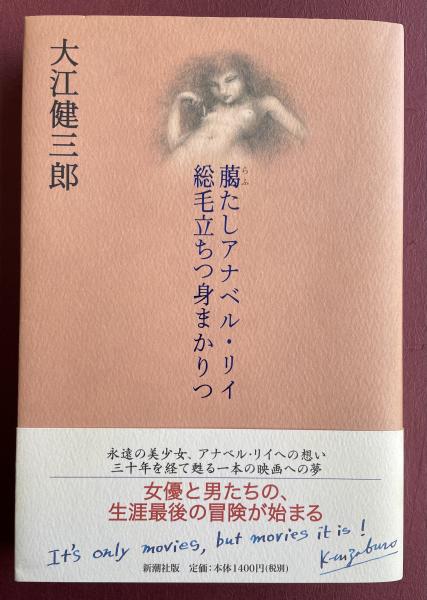 大江健三郎
﨟たしアナベル・リイ
らふ
総毛立ちつ身まかりつ
永遠の美少女、アナベル・リイへの想い
三十年を経て甦る一本の映画への夢
女優と男たちの、
生涯最後の冒険が始まる
It's only movies, but movies it is!
Kenzaburo
新潮社版 定価:本体1400円(税別)